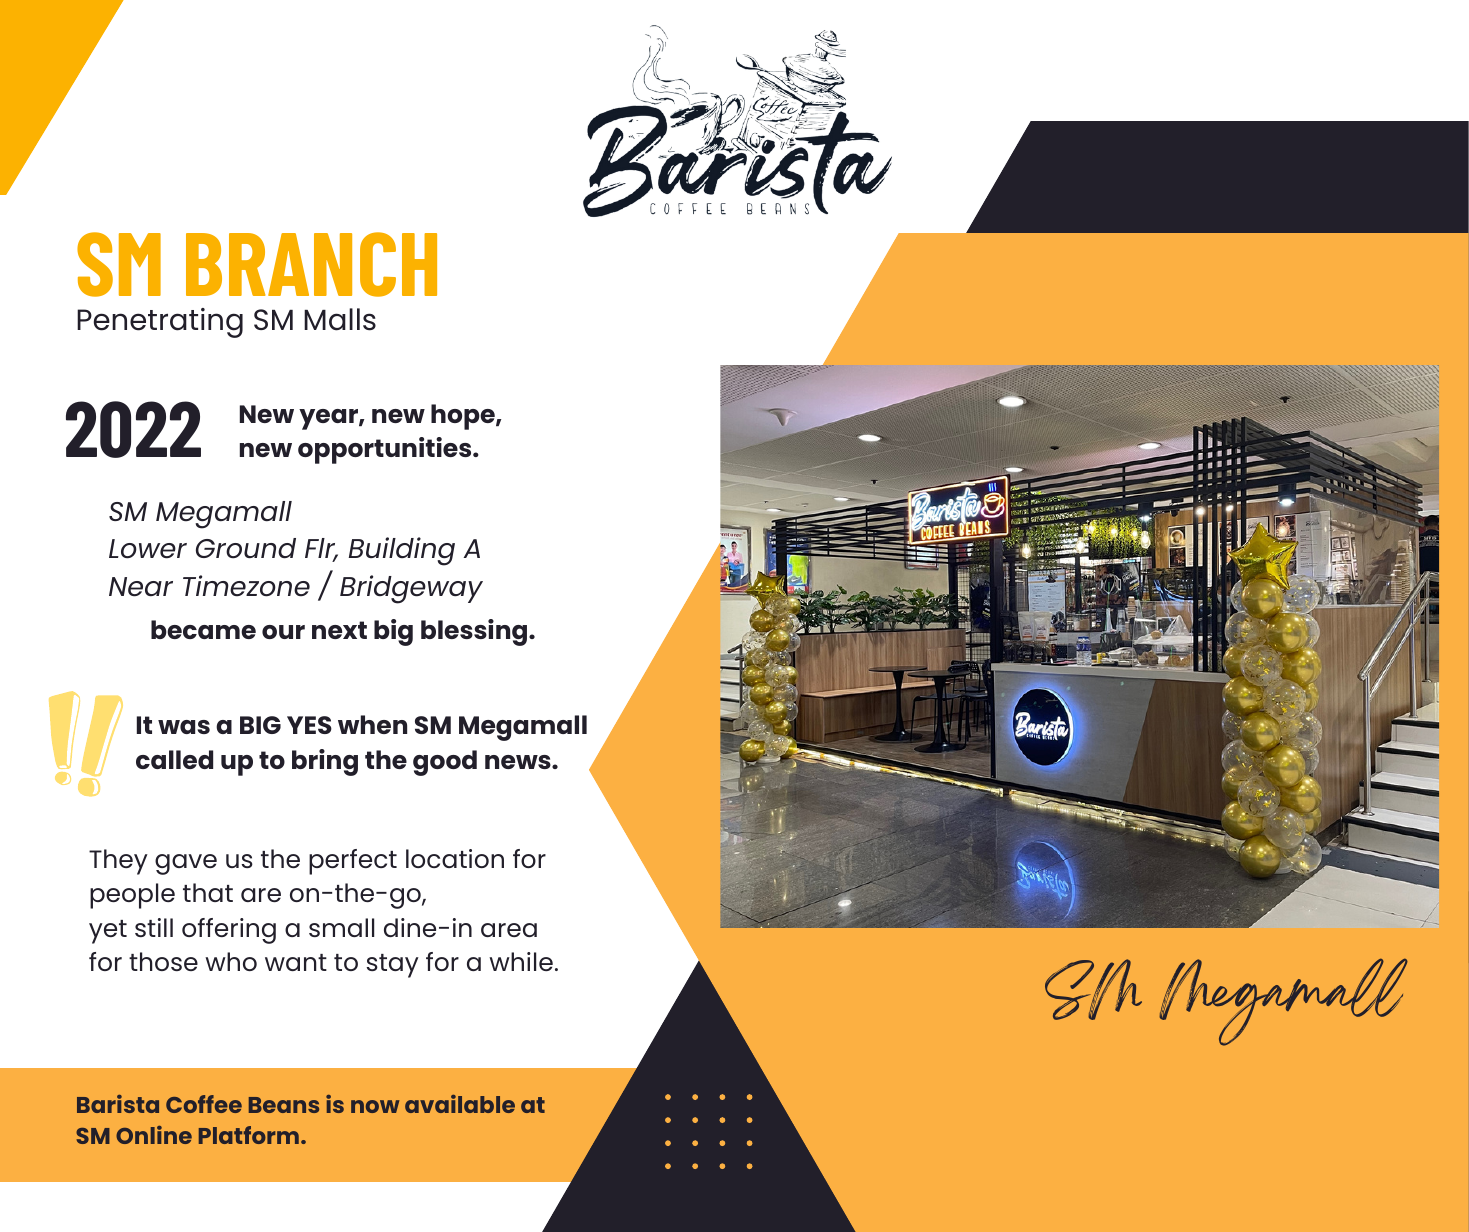 Coffee
Barista
COFFEE BEANS
SM BRANCH
Penetrating SM Malls
2022
New year, new hope,
new opportunities.
SM Megamall
Lower Ground Flr, Building A
Near Timezone / Bridgeway
became our next big blessing.
It was a BIG YES when SM Megamall
called up to bring the good news.
They gave us the perfect location for
people that are on-the-go,
yet still offering a small dine-in area
for those who want to stay for a while.
Barista Coffee Beans is now available at
SM Online Platform.
Barista
COFFEE BEANS
Barista
COFFEE BEANS
SM Megamall